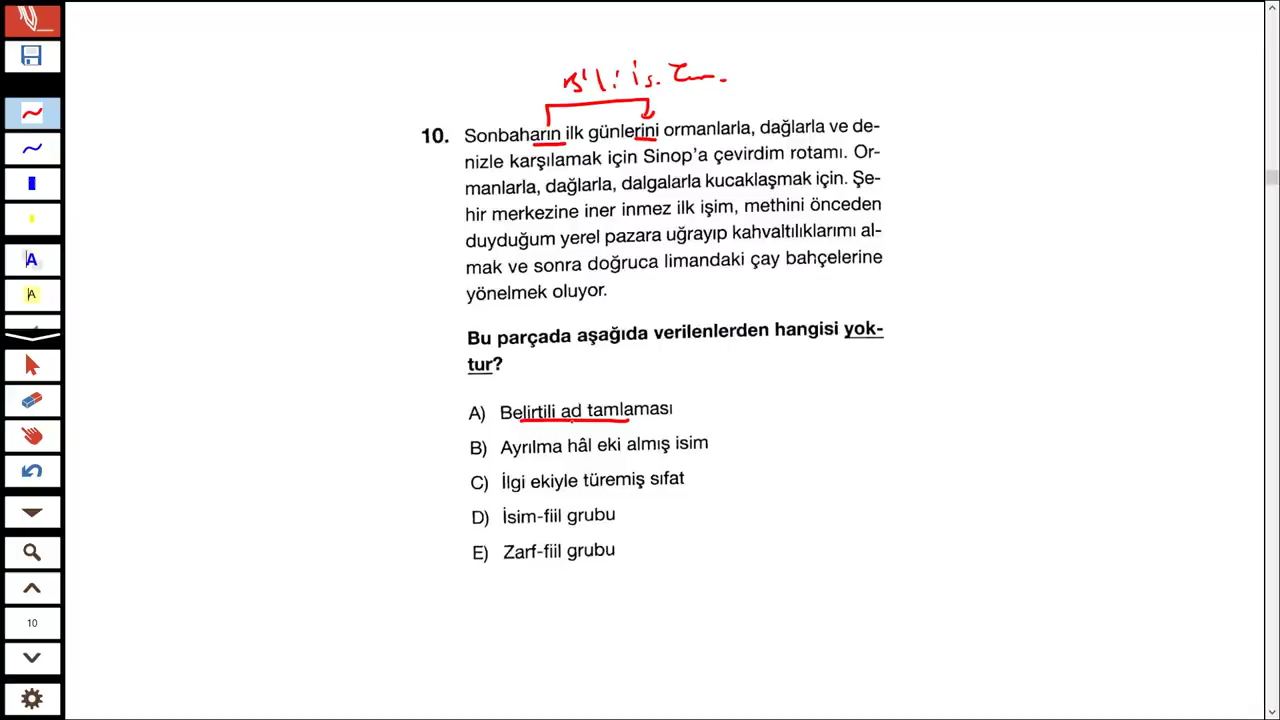 Bli İs. Tam.
10. Sonbaharın ilk günlerini ormanlarla, dağlarla ve de-
nizle karşılamak için Sinop’a çevirdim rotamı. Or-
manlarla, dağlarla, dalgalarla kucaklaşmak için. Şe-
hir merkezine iner inmez ilk işim, methini önceden
duyduğum yerel pazara uğrayıp kahvaltılıklarımı al-
mak ve sonra doğruca limandaki çay bahçelerine
yönelmek oluyor.
Bu parçada aşağıda verilenlerden hangisi yok-
tur?
A) Belirtili ad tamlaması
B) Ayrılma hâl eki almış isim
C) İlgi ekiyle türemiş sıfat
D) İsim-fiil grubu
E) Zarf-fiil grubu
A
A
10